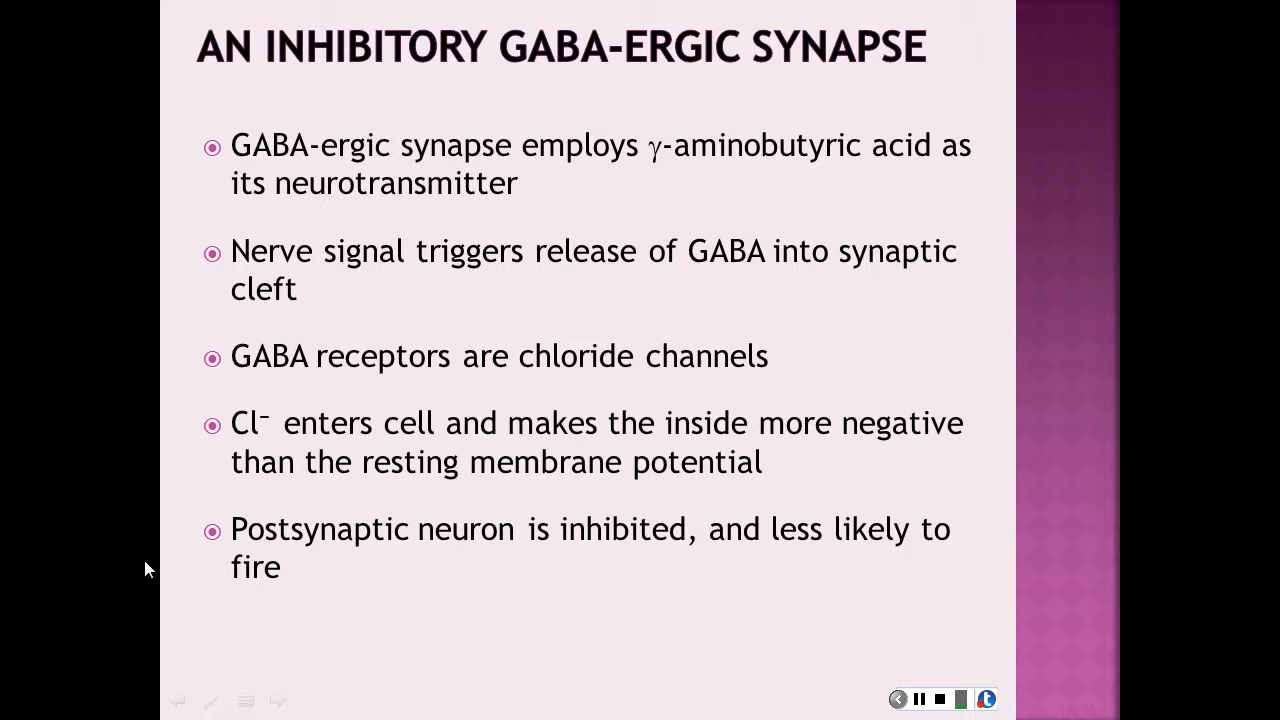 AN INHIBITORY GABA-ERGIC SYNAPSE
GABA-ergic synapse employs γ-aminobutyric acid as
its neurotransmitter
Nerve signal triggers release of GABA into synaptic
cleft
GABA receptors are chloride channels
Cl⁻ enters cell and makes the inside more negative
than the resting membrane potential
Postsynaptic neuron is inhibited, and less likely to
fire
t